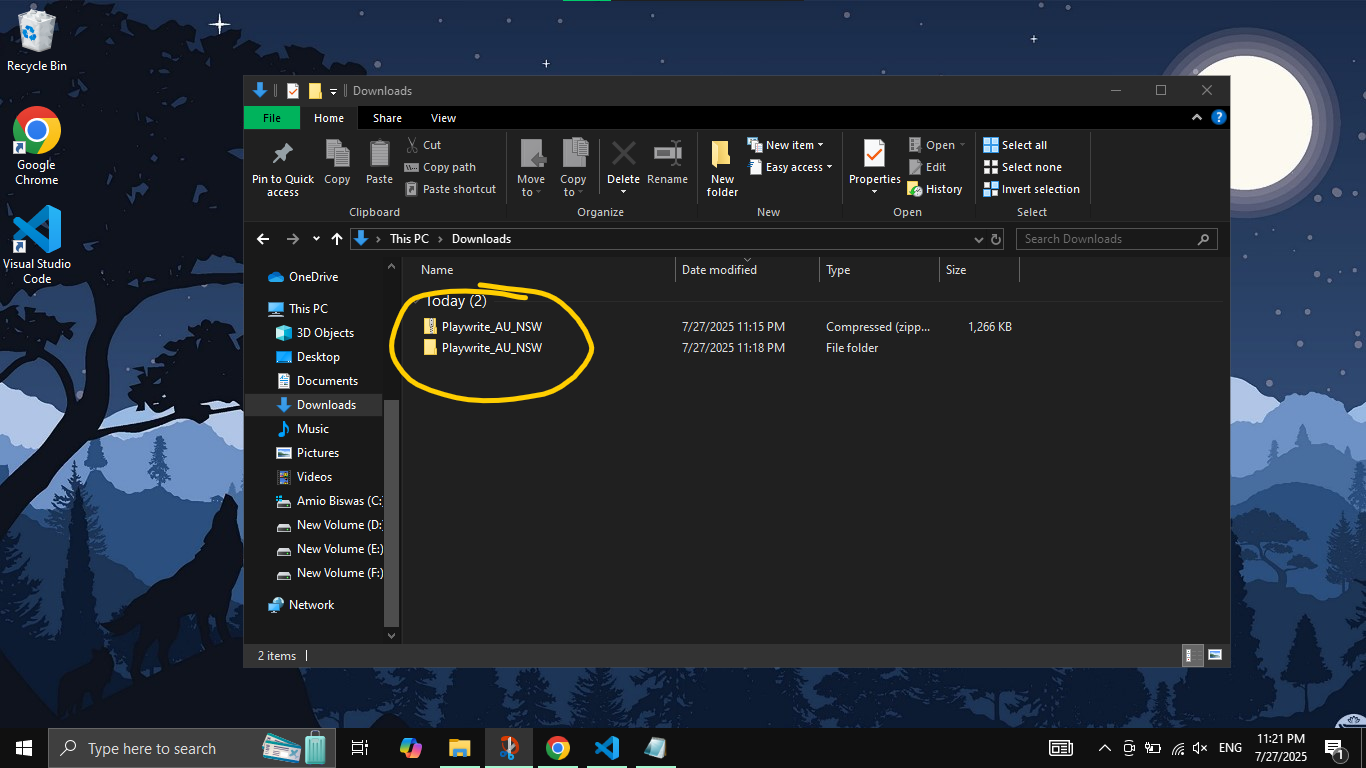 Recycle Bin
Google
Chrome
Visual Studio
Code
Downloads
File Home Share View
Pin to Quick
access
Copy
Paste
Cut
Copy path
Paste shortcut
Clipboard
Move
to
Copy
to
Delete
Rename
Organize
New
folder
New item
Easy access
New
Properties
Open
Edit
History
Open
Select all
Select none
Invert selection
Select
This PC > Downloads
Search Downloads
OneDrive
This PC
3D Objects
Desktop
Documents
Downloads
Music
Pictures
Videos
Amio Biswas (C:
New Volume (D:
New Volume (E:)
New Volume (F:)
Network
Name Date modified Type Size
Today (2)
Playwrite_AU_NSW 7/27/2025 11:15 PM Compressed (zipp... 1,266 KB
Playwrite_AU_NSW 7/27/2025 11:18 PM File folder
2 items
Type here to search
ENG
11:21 PM
7/27/2025
1